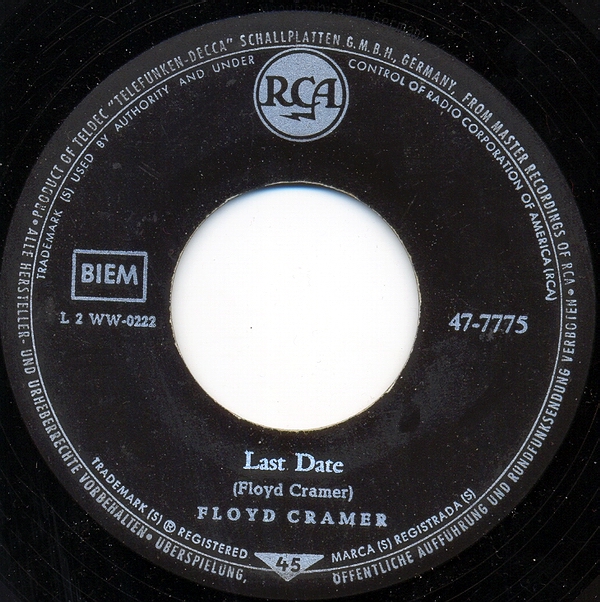 • PRODUCT OF TELDEC "TELEFUNKEN-DECCA" SCHALLPLATTEN G.M.B.H, GERMANY, FROM MASTER RECORDINGS OF RCA •
TRADEMARK (S) USED BY AUTHORITY AND UNDER CONTROL OF RADIO CORPORATION OF AMERICA (RCA)
RCA
BIEM
L 2 WW-0222
47-7775
Last Date
(Floyd Cramer)
FLOYD CRAMER
TRADEMARK (S) ® REGISTERED
45
MARCA (S) REGISTRADA (S)
ALLE HERSTELLER- UND URHEBERRECHTE VORBEHALTEN • ÜBERSPIELUNG, ÖFFENTLICHE AUFFÜHRUNG UND RUNDFUNKSENDUNG VERBOTEN